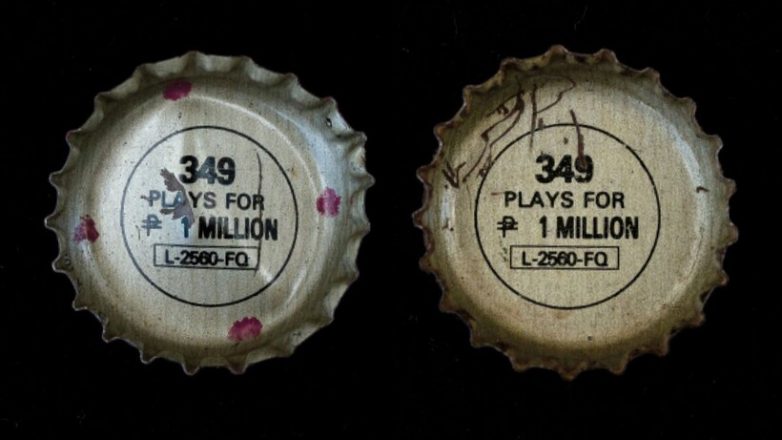 349
PLAYS FOR
₱ 1 MILLION
L-2560-FQ
349
PLAYS FOR
₱ 1 MILLION
L-2560-FQ